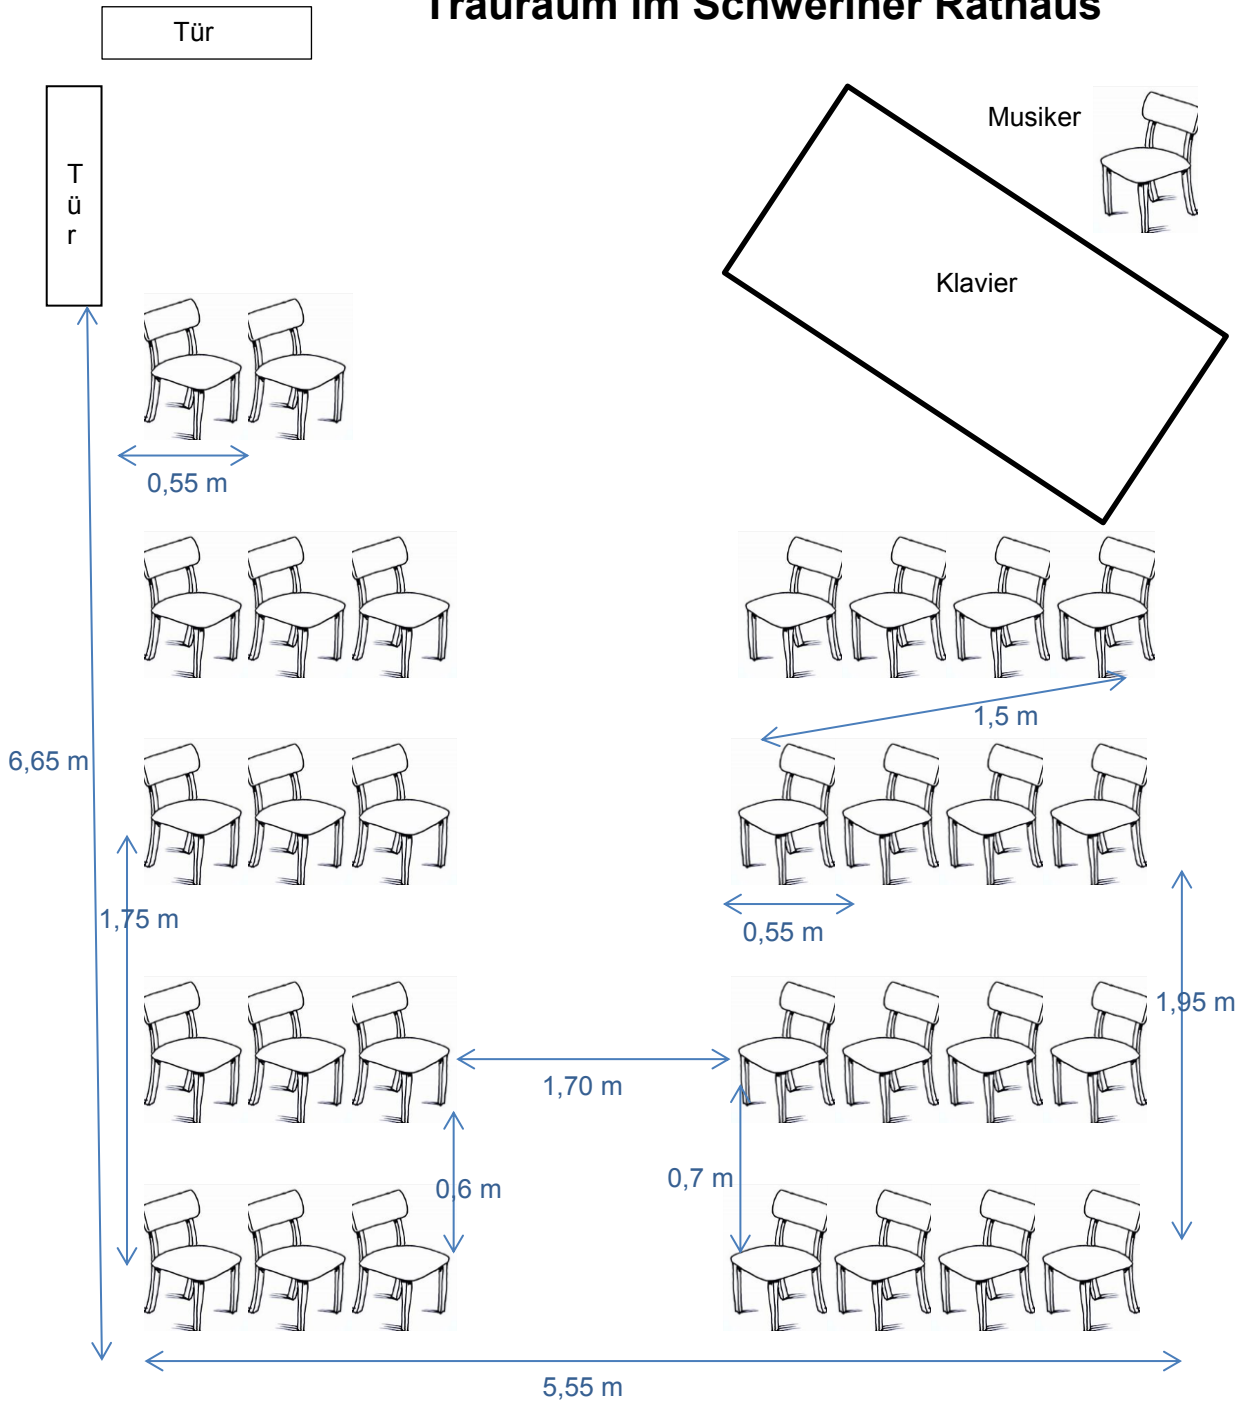 Trauraum im Schweriner Rathaus
Tür
Musiker
T
ü
r
Klavier
0,55 m
1,5 m
6,65 m
1,75 m
0,55 m
1,95 m
1,70 m
0,7 m
0,6 m
5,55 m